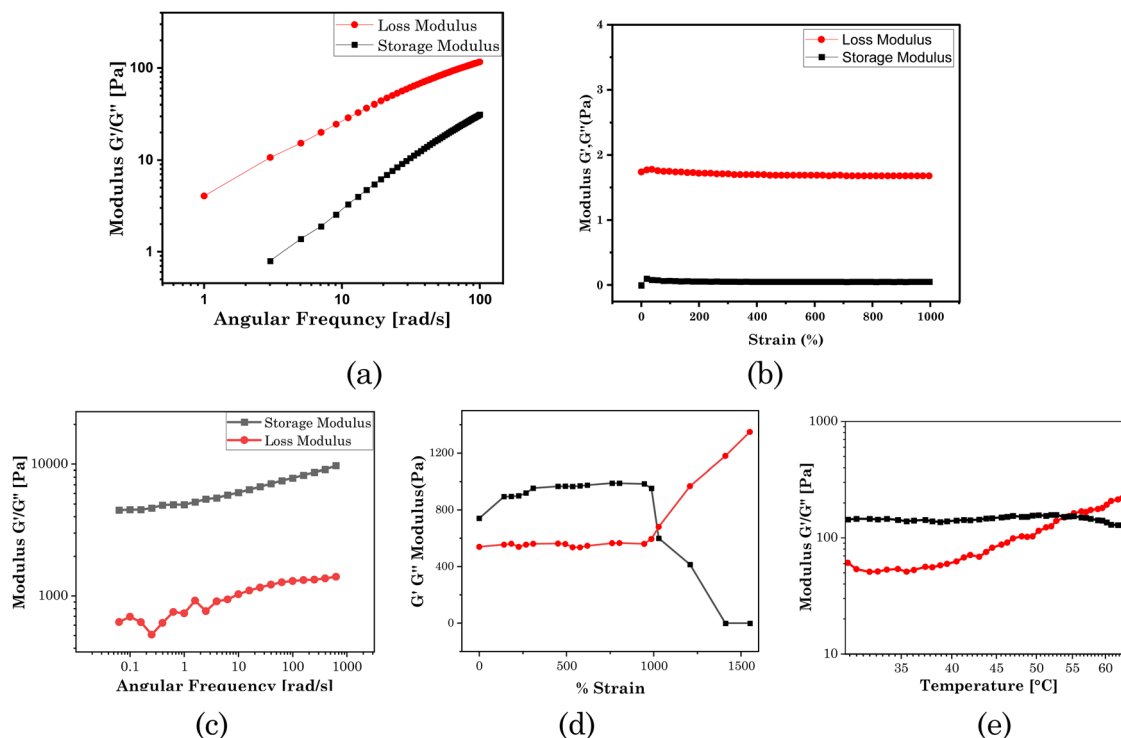 Loss Modulus
Storage Modulus
Modulus G'/G" [Pa]
100
10
1
1
10
100
Angular Frequncy [rad/s]
(a)
Loss Modulus
Storage Modulus
Modulus G',G"(Pa)
4
2
0
0
200
400
600
800
1000
Strain (%)
(b)
Storage Modulus
Loss Modulus
Modulus G'/G" [Pa]
10000
1000
0.1
1
10
100
1000
Angular Frequency [rad/s]
(c)
G' G" Modulus(Pa)
1200
800
400
0
0
500
1000
1500
% Strain
(d)
Modulus G'/G" [Pa]
1000
100
10
35
40
45
50
55
60
Temperature [°C]
(e)